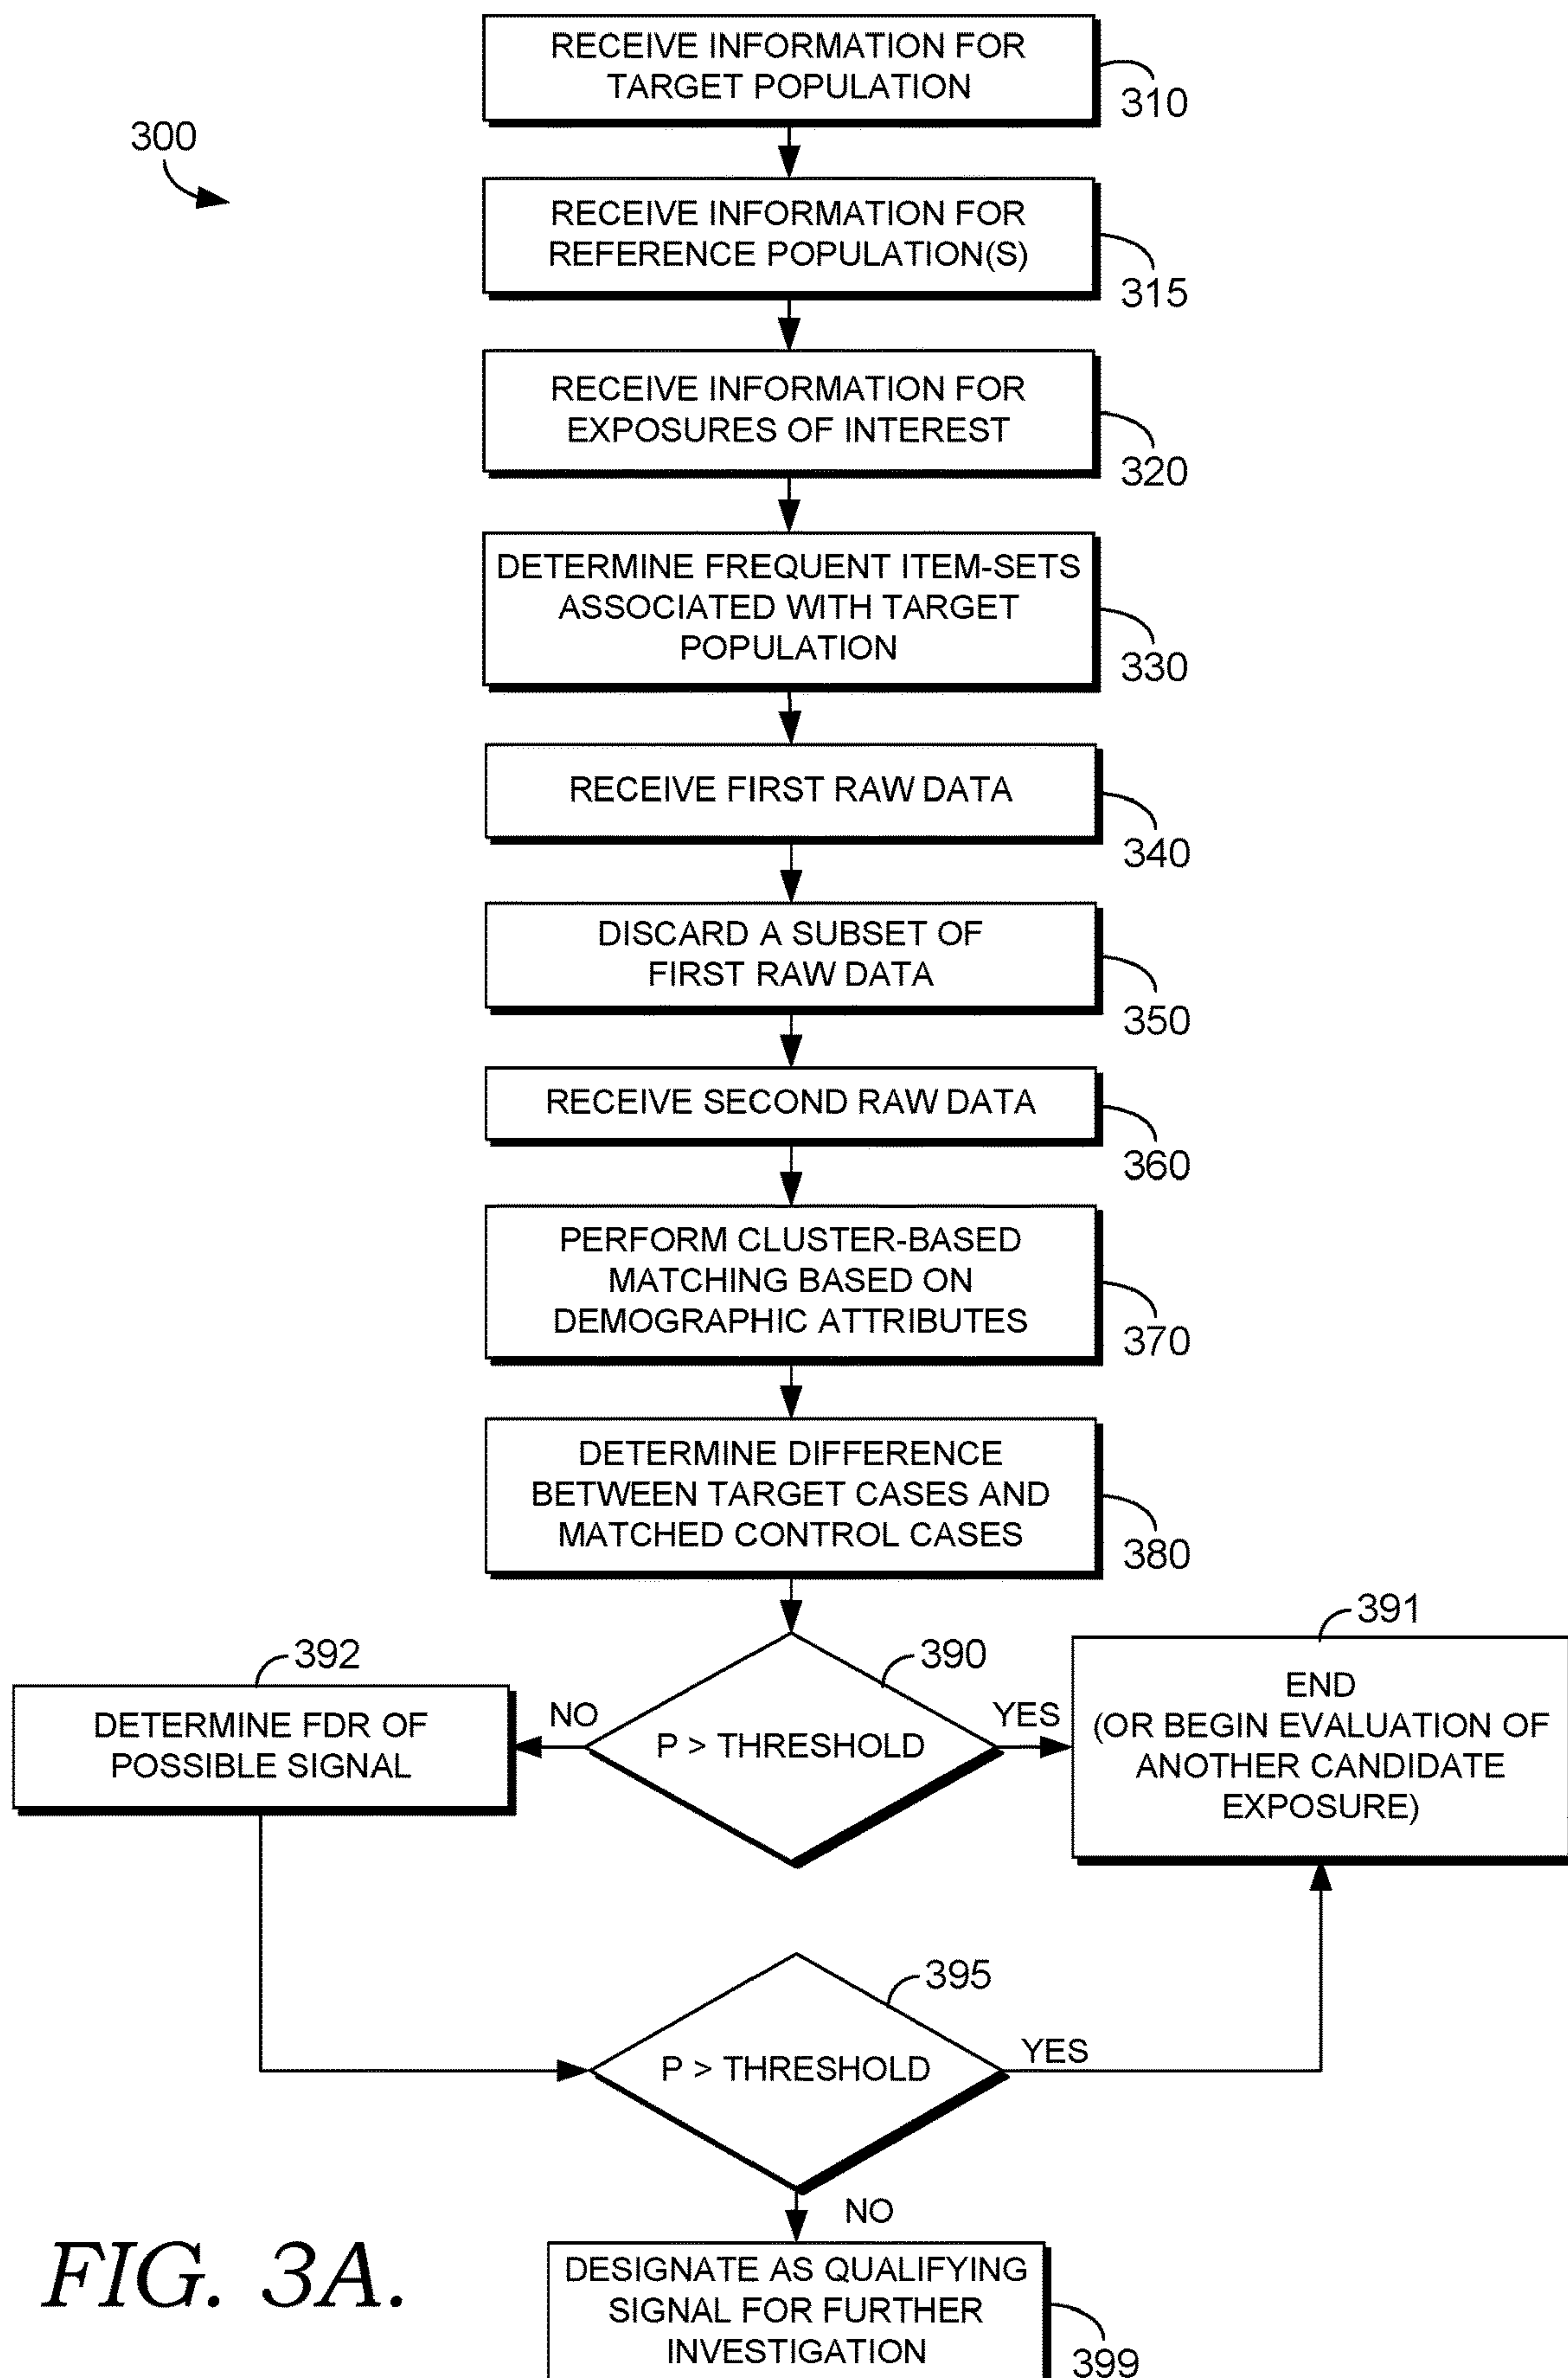 RECEIVE INFORMATION FOR
TARGET POPULATION
310
300
RECEIVE INFORMATION FOR
REFERENCE POPULATION(S)
315
RECEIVE INFORMATION FOR
EXPOSURES OF INTEREST
320
DETERMINE FREQUENT ITEM-SETS
ASSOCIATED WITH TARGET
POPULATION
330
RECEIVE FIRST RAW DATA
340
DISCARD A SUBSET OF
FIRST RAW DATA
350
RECEIVE SECOND RAW DATA
360
PERFORM CLUSTER-BASED
MATCHING BASED ON
DEMOGRAPHIC ATTRIBUTES
370
DETERMINE DIFFERENCE
BETWEEN TARGET CASES AND
MATCHED CONTROL CASES
380
392
DETERMINE FDR OF
POSSIBLE SIGNAL
NO
390
P > THRESHOLD
YES
391
END
(OR BEGIN EVALUATION OF
ANOTHER CANDIDATE
EXPOSURE)
395
P > THRESHOLD
YES
NO
DESIGNATE AS QUALIFYING
SIGNAL FOR FURTHER
INVESTIGATION
399
FIG. 3A.